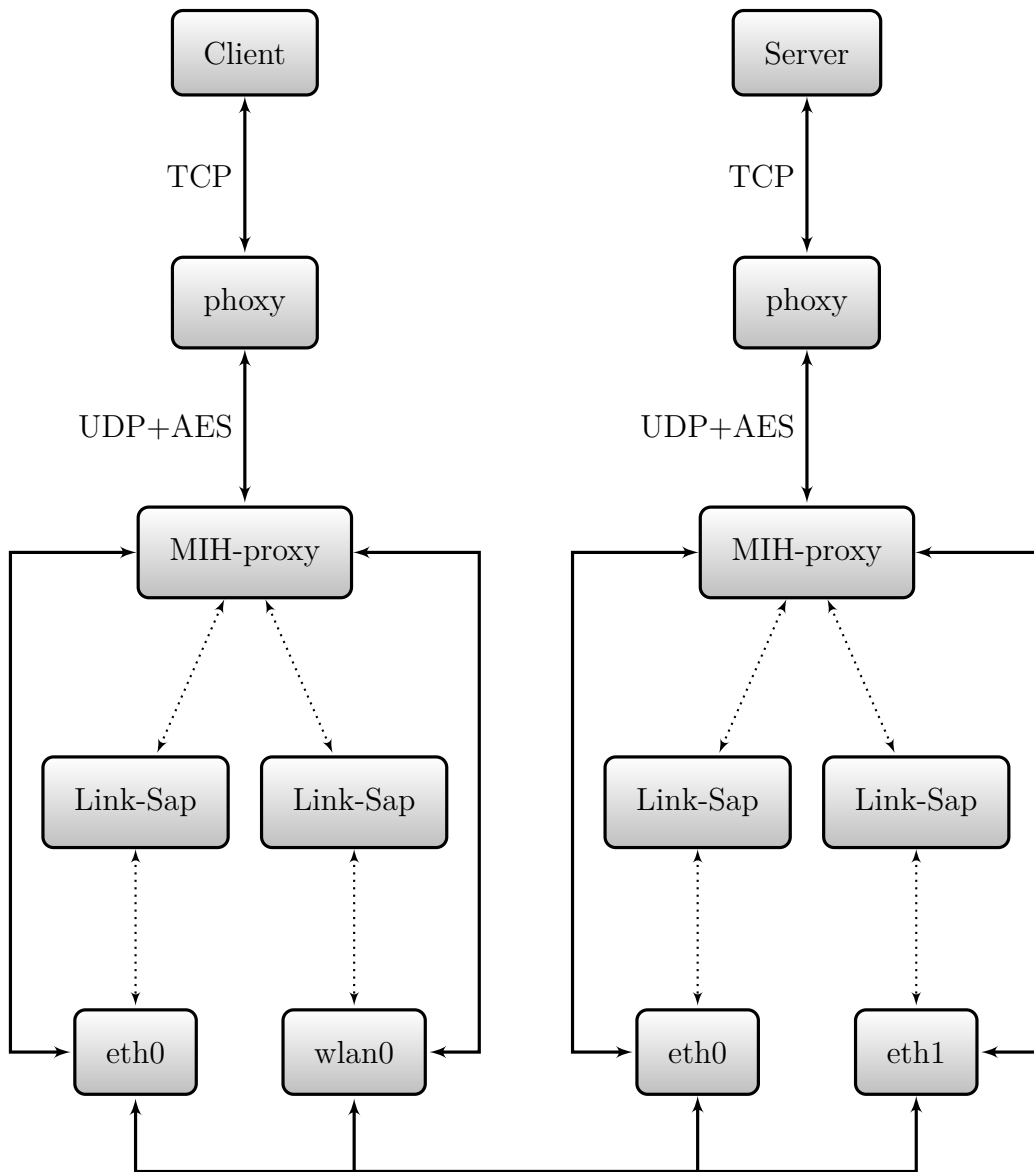 Client
Server
TCP
TCP
phoxy
phoxy
UDP+AES
UDP+AES
MIH-proxy
MIH-proxy
Link-Sap
Link-Sap
Link-Sap
Link-Sap
eth0
wlan0
eth0
eth1